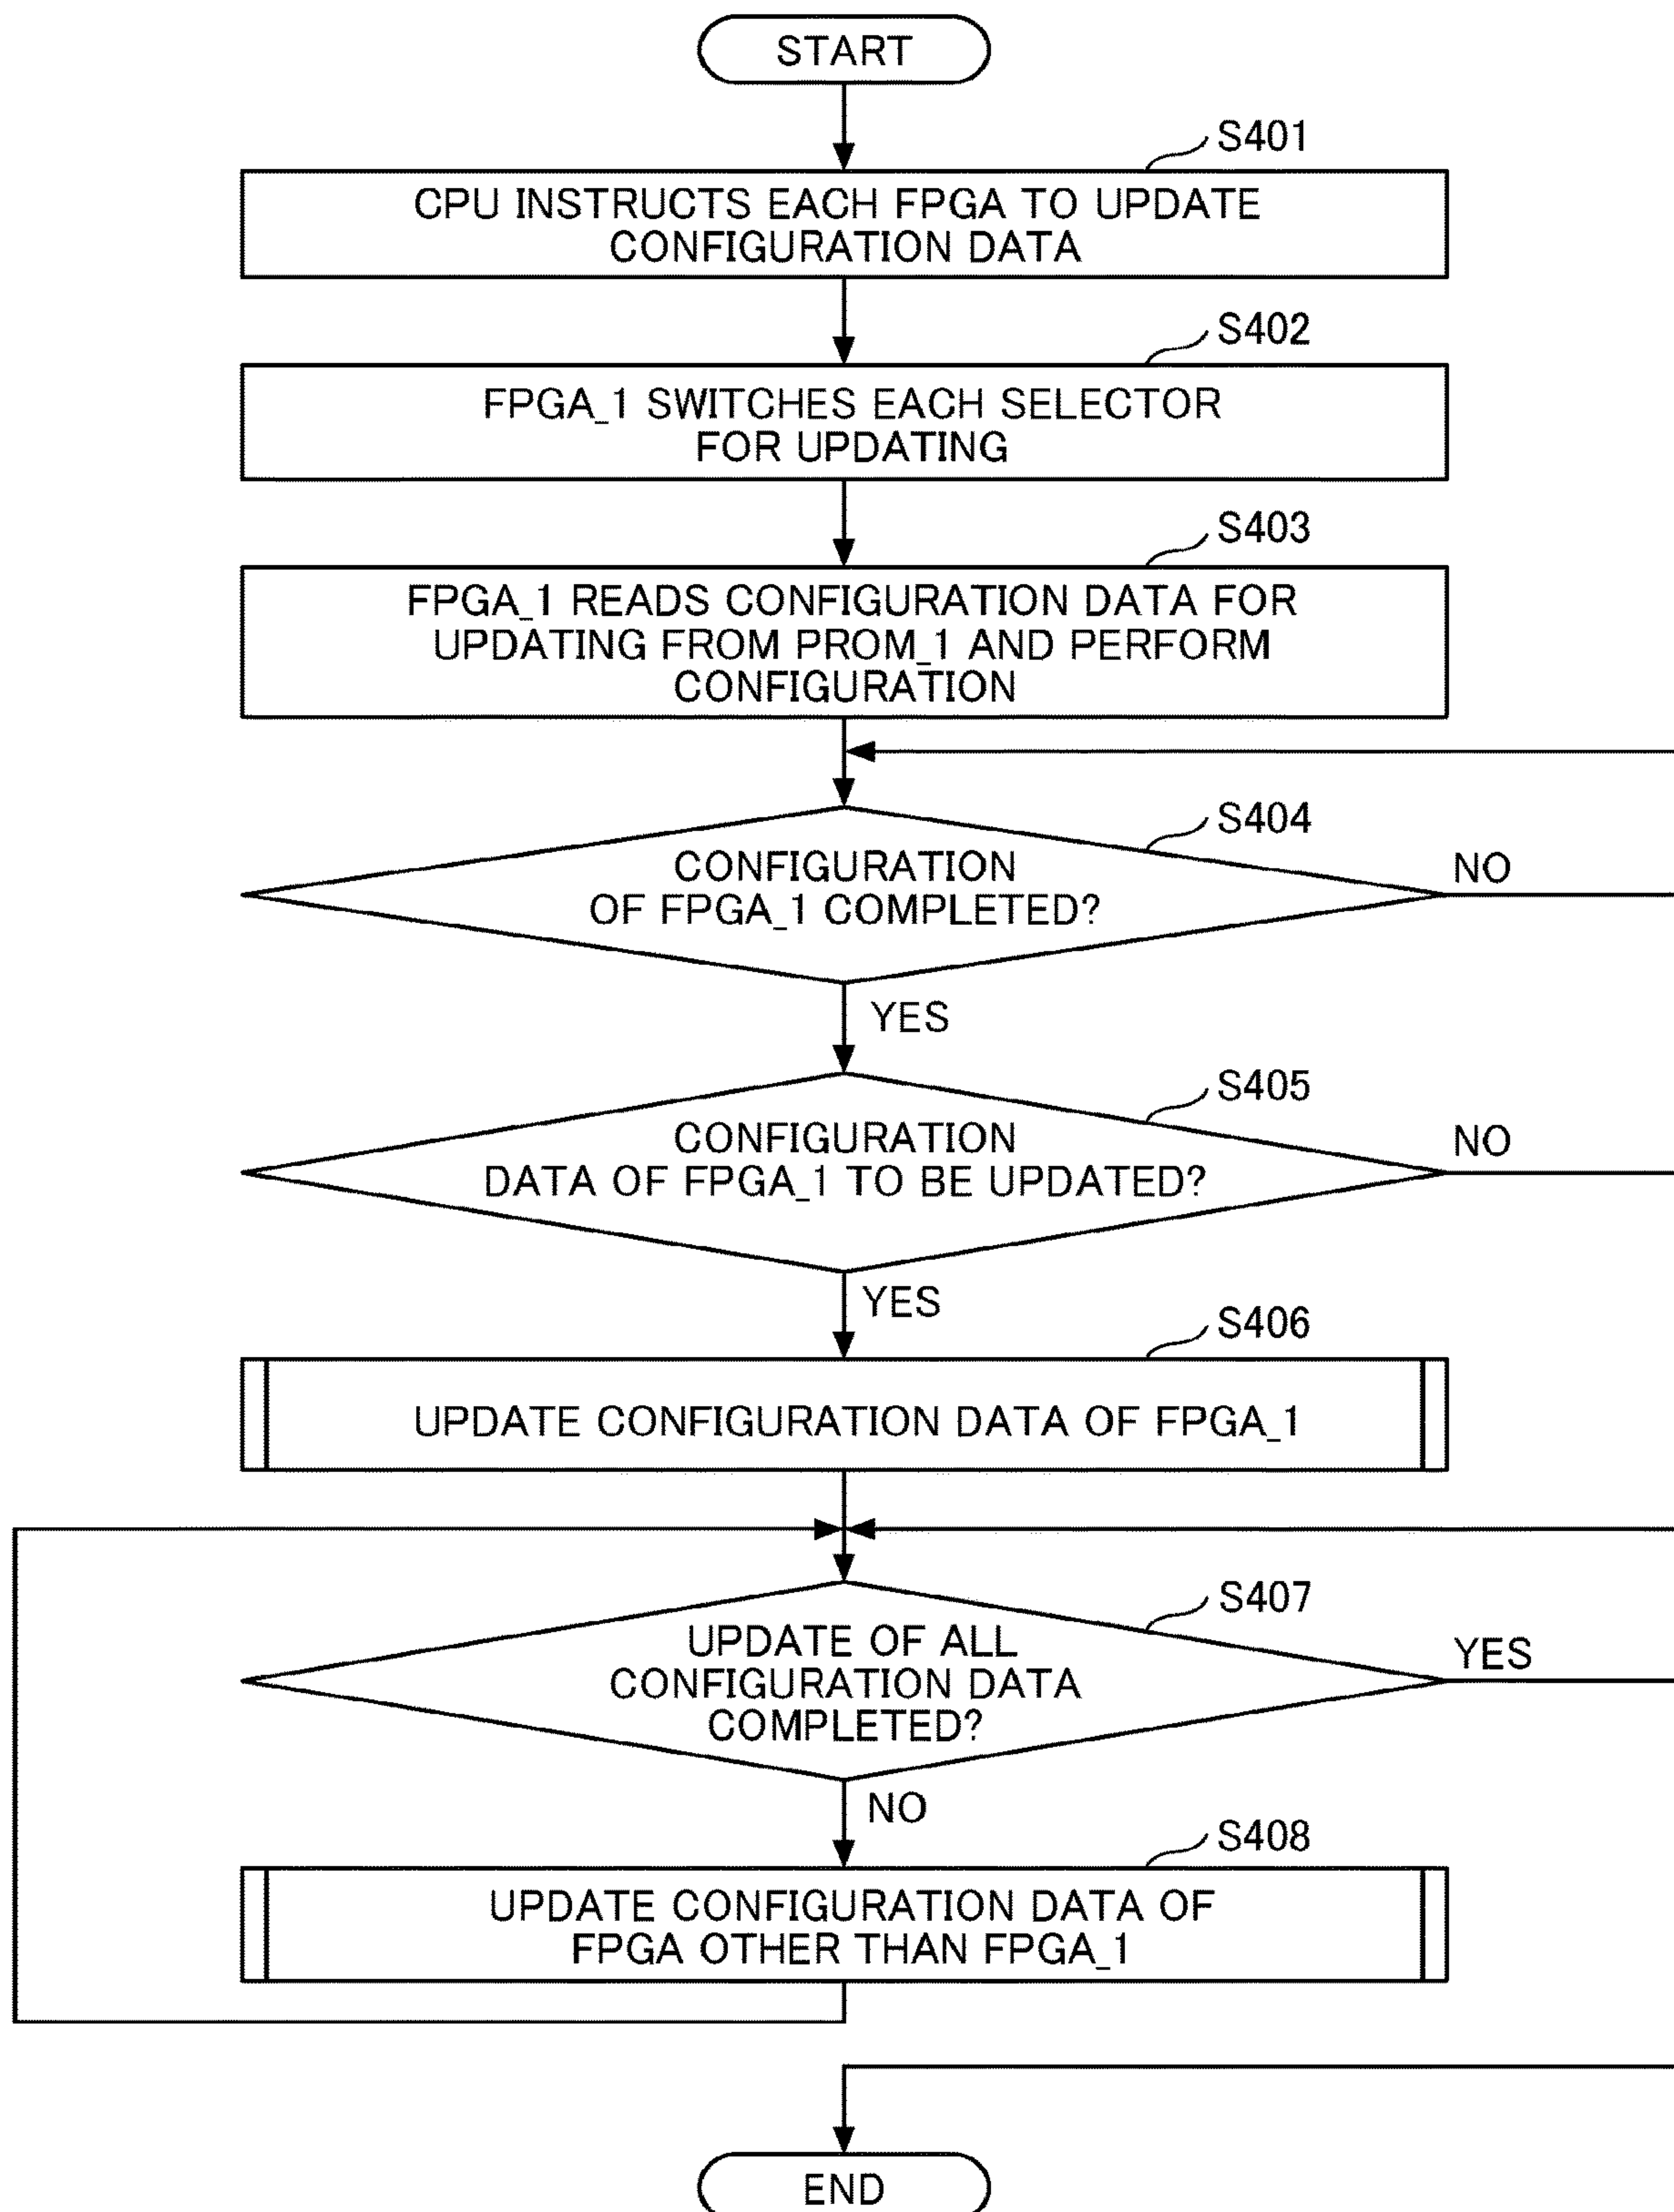 START
S401
CPU INSTRUCTS EACH FPGA TO UPDATE
CONFIGURATION DATA
S402
FPGA_1 SWITCHES EACH SELECTOR
FOR UPDATING
S403
FPGA_1 READS CONFIGURATION DATA FOR
UPDATING FROM PROM_1 AND PERFORM
CONFIGURATION
S404
CONFIGURATION
OF FPGA_1 COMPLETED?
NO
YES
S405
CONFIGURATION
DATA OF FPGA_1 TO BE UPDATED?
NO
YES
S406
UPDATE CONFIGURATION DATA OF FPGA_1
S407
UPDATE OF ALL
CONFIGURATION DATA
COMPLETED?
YES
NO
S408
UPDATE CONFIGURATION DATA OF
FPGA OTHER THAN FPGA_1
END